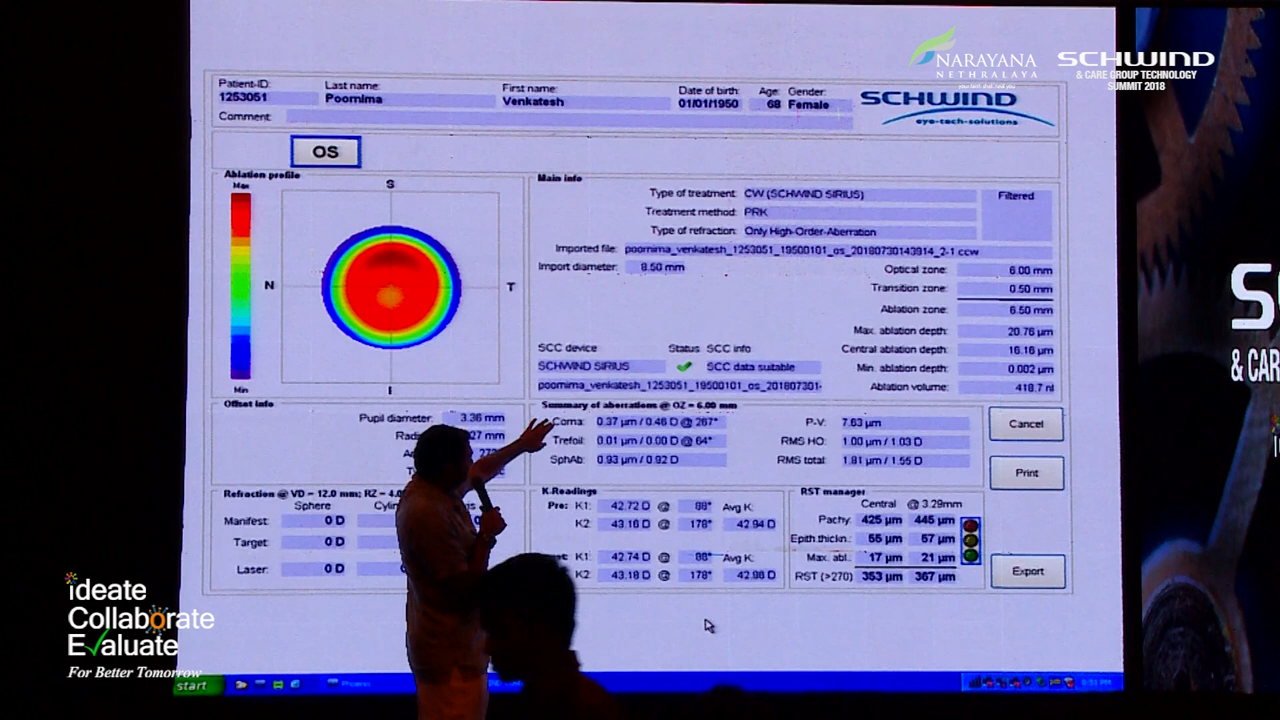 NARAYANA
NETHRALAYA
SCHWIND
& CARE GROUP TECHNOLOGY
SUMMIT 2018
Patient-ID: Last name: First name: Date of birth: Age: Gender:
1253051 Poornima Venkatesh 01/01/1950 68 Female
Comment:
SCHWIND
eye-tech-solutions
OS
Ablation profile
Max
S
N
T
I
Min
Main info
Type of treatment: CW (SCHWIND SIRIUS)
Filtered
Treatment method: PRK
Type of refraction: Only High-Order-Aberration
Imported file: poornima_venkatesh_1253051_19500101_os_20180730143914_2-1 ccw
Import diameter: 8.50 mm
Optical zone: 6.00 mm
Transition zone: 0.50 mm
Ablation zone: 6.50 mm
Max. ablation depth: 20.76 µm
Central ablation depth: 16.16 µm
Min. ablation depth: 0.002 µm
Ablation volume: 418.7 nl
SCC device Status SCC info
SCHWIND SIRIUS SCC data suitable
poornima_venkatesh_1253051_19500101_os_201807301
Offset info
Pupil diameter: 3.36 mm
27 mm
Summary of aberrations @ OZ = 6.00 mm
Coma: 0.37 µm / 0.46 D @ 267°
Trefoil: 0.01 µm / 0.00 D @ 64°
SphAb: 0.93 µm / 0.92 D
P-V: 7.63 µm
RMS HO: 1.00 µm / 1.03 D
RMS total: 1.81 µm / 1.55 D
Cancel
Print
Export
Refraction @ VD = 12.0 mm; RZ = 4.0
Sphere
Manifest: 0 D
Target: 0 D
Laser: 0 D
K-Readings
Pre: K1: 42.72 D @ 88° Avg K:
K2: 43.16 D @ 178° 42.94 D
K1: 42.74 D @ 88° Avg K:
K2: 43.18 D @ 178° 42.96 D
RST manager
Central @ 3.29mm
Pachy: 425 µm 445 µm
Epith thickn.: 55 µm 57 µm
Max. abl.: 17 µm 21 µm
RST (>270) 353 µm 367 µm
ideate
Collaborate
Evaluate
For Better Tomorrow
start
& CAR